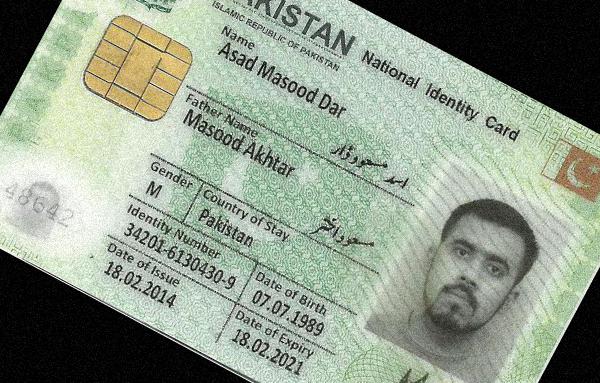 PAKISTAN National Identity Card
ISLAMIC REPUBLIC OF PAKISTAN
Name
Asad Masood Dar
اسد مسعود ڈار
Father Name
Masood Akhtar
مسعود اختر
Gender
M
Country of Stay
Pakistan
Identity Number
34201-6130430-9
Date of Birth
07.07.1989
Date of Issue
18.02.2014
Date of Expiry
18.02.2021
48642